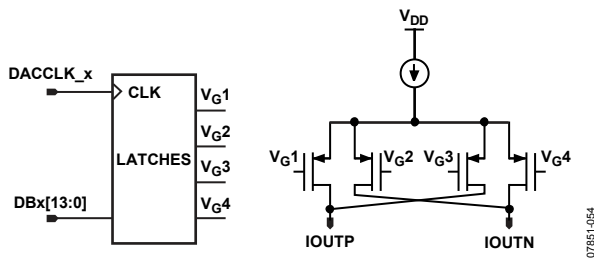 VDD
DACCLK_x
CLK
VG1
VG2
LATCHES
VG3
DBx[13:0]
VG4
VG1
VG2
VG3
VG4
IOUTP
IOUTN
07851-054